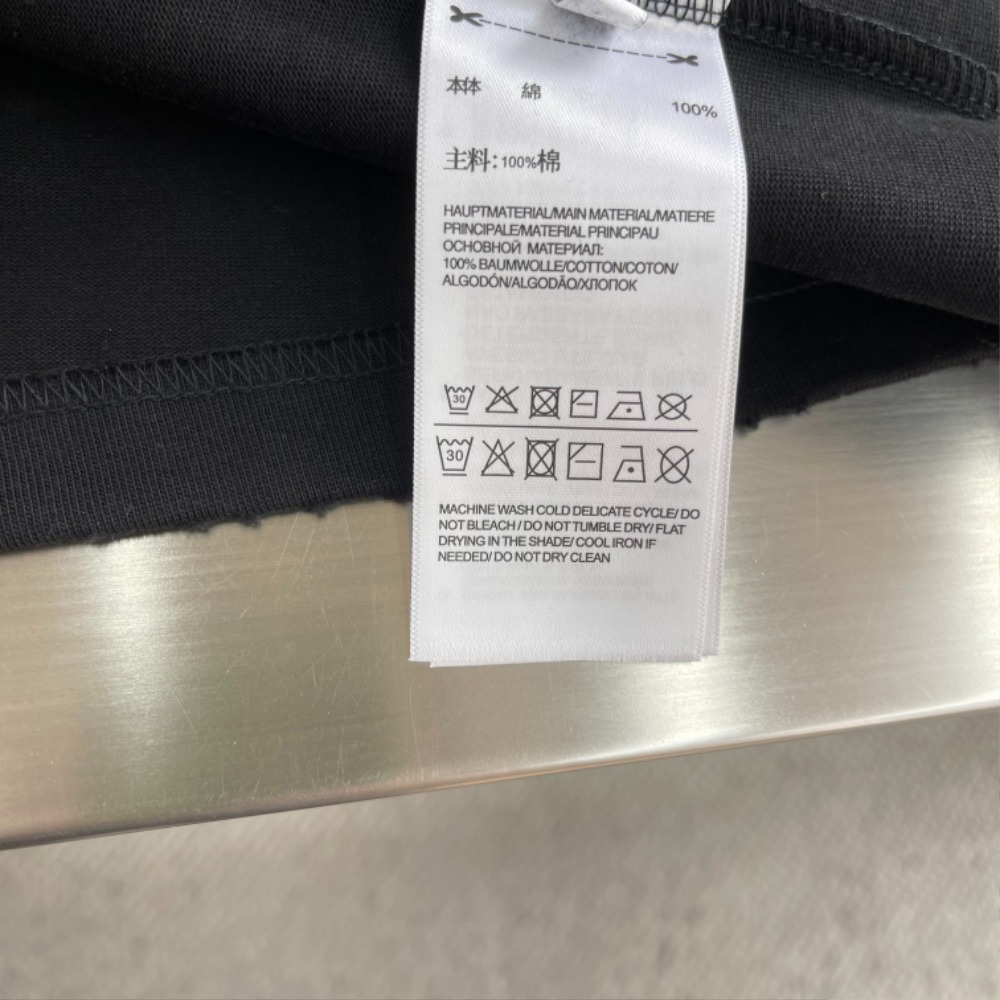 本体 綿 100%
主料:100%棉
HAUPTMATERIAL/MAIN MATERIAL/MATIERE
PRINCIPALE/MATERIAL PRINCIPAU
ОСНОВНОЙ МАТЕРИАЛ:
100% BAUMWOLLE/COTTON/COTON/
ALGODÓN/ALGODÃO/ХЛОПОК
30
30
MACHINE WASH COLD DELICATE CYCLE/ DO
NOT BLEACH / DO NOT TUMBLE DRY/ FLAT
DRYING IN THE SHADE/ COOL IRON IF
NEEDED/ DO NOT DRY CLEAN